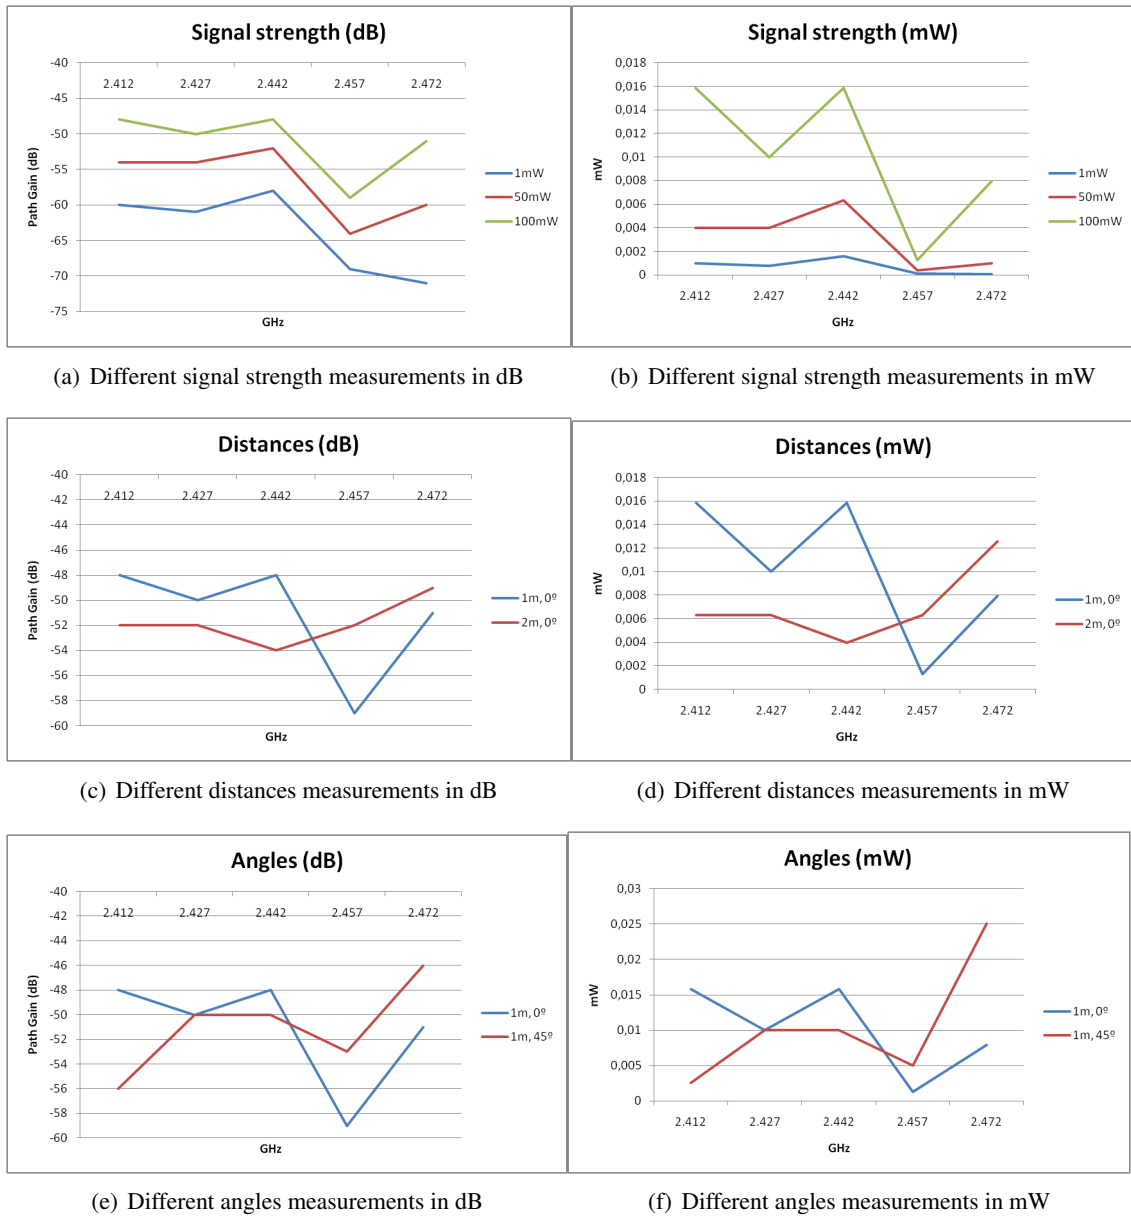 Signal strength (dB)
-40
2.412 2.427 2.442 2.457 2.472
-45
-50
-55
-60
-65
-70
-75
Path Gain (dB)
GHz
1mW
50mW
100mW
(a) Different signal strength measurements in dB
Signal strength (mW)
0,018
0,016
0,014
0,012
0,01
0,008
0,006
0,004
0,002
0
mW
2.412 2.427 2.442 2.457 2.472
GHz
1mW
50mW
100mW
(b) Different signal strength measurements in mW
Distances (dB)
-40
2.412 2.427 2.442 2.457 2.472
-42
-44
-46
-48
-50
-52
-54
-56
-58
-60
Path Gain (dB)
GHz
1m, 0º
2m, 0º
(c) Different distances measurements in dB
Distances (mW)
0,018
0,016
0,014
0,012
0,01
0,008
0,006
0,004
0,002
0
mW
2.412 2.427 2.442 2.457 2.472
GHz
1m, 0º
2m, 0º
(d) Different distances measurements in mW
Angles (dB)
-40
2.412 2.427 2.442 2.457 2.472
-42
-44
-46
-48
-50
-52
-54
-56
-58
-60
Path Gain (dB)
GHz
1m, 0º
1m, 45º
(e) Different angles measurements in dB
Angles (mW)
0,03
0,025
0,02
0,015
0,01
0,005
0
mW
2.412 2.427 2.442 2.457 2.472
GHz
1m, 0º
1m, 45º
(f) Different angles measurements in mW